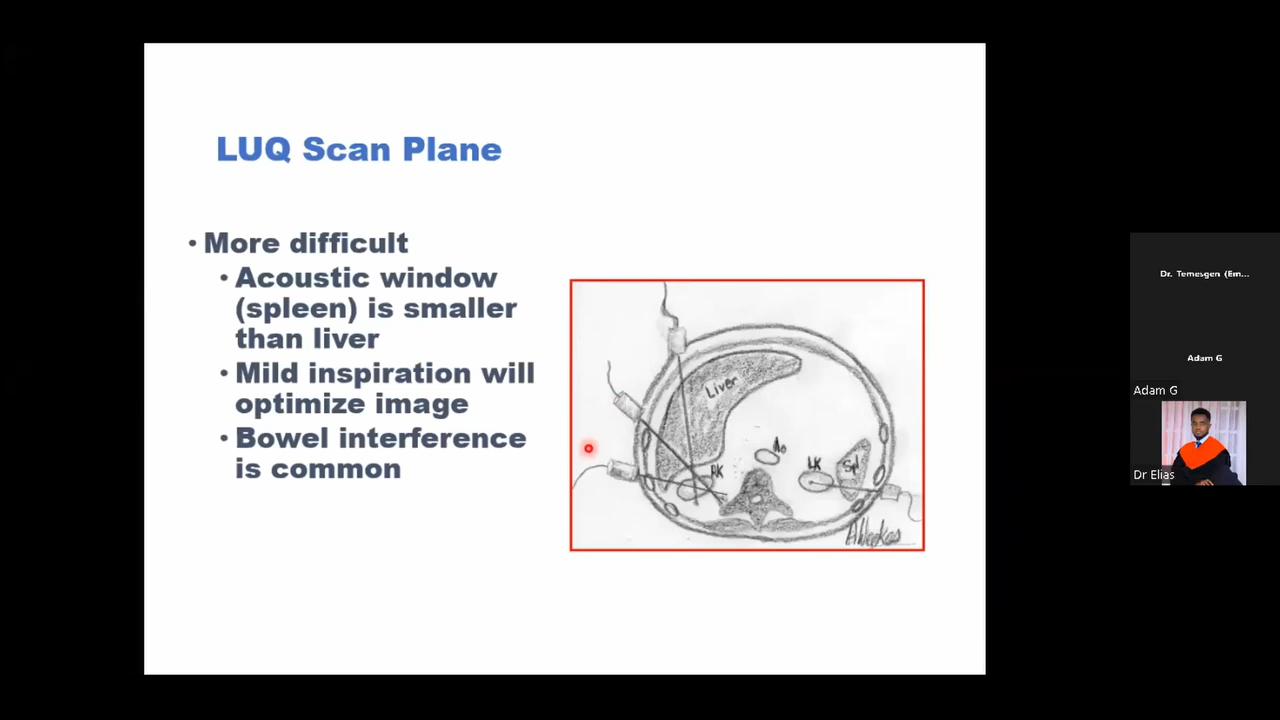 LUQ Scan Plane
• More difficult
• Acoustic window
(spleen) is smaller
than liver
• Mild inspiration will
optimize image
• Bowel interference
is common
Liver
RK
Ao
LK
Spl
Dr. Temesgen (Em...
Adam G
Adam G
Dr Elias